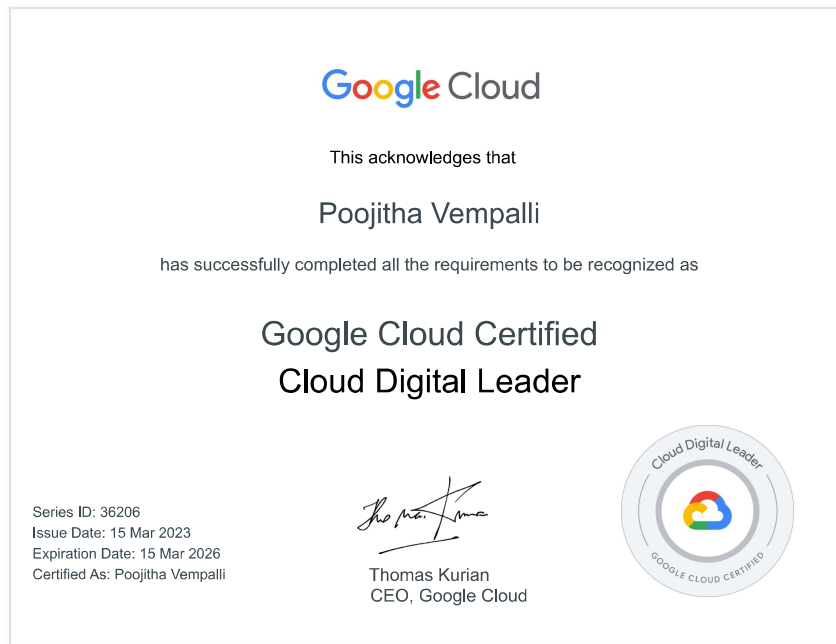 Google Cloud
This acknowledges that
Poojitha Vempalli
has successfully completed all the requirements to be recognized as
Google Cloud Certified
Cloud Digital Leader
Series ID: 36206
Issue Date: 15 Mar 2023
Expiration Date: 15 Mar 2026
Certified As: Poojitha Vempalli
Thomas Kurian
CEO, Google Cloud
Cloud Digital Leader
GOOGLE CLOUD CERTIFIED